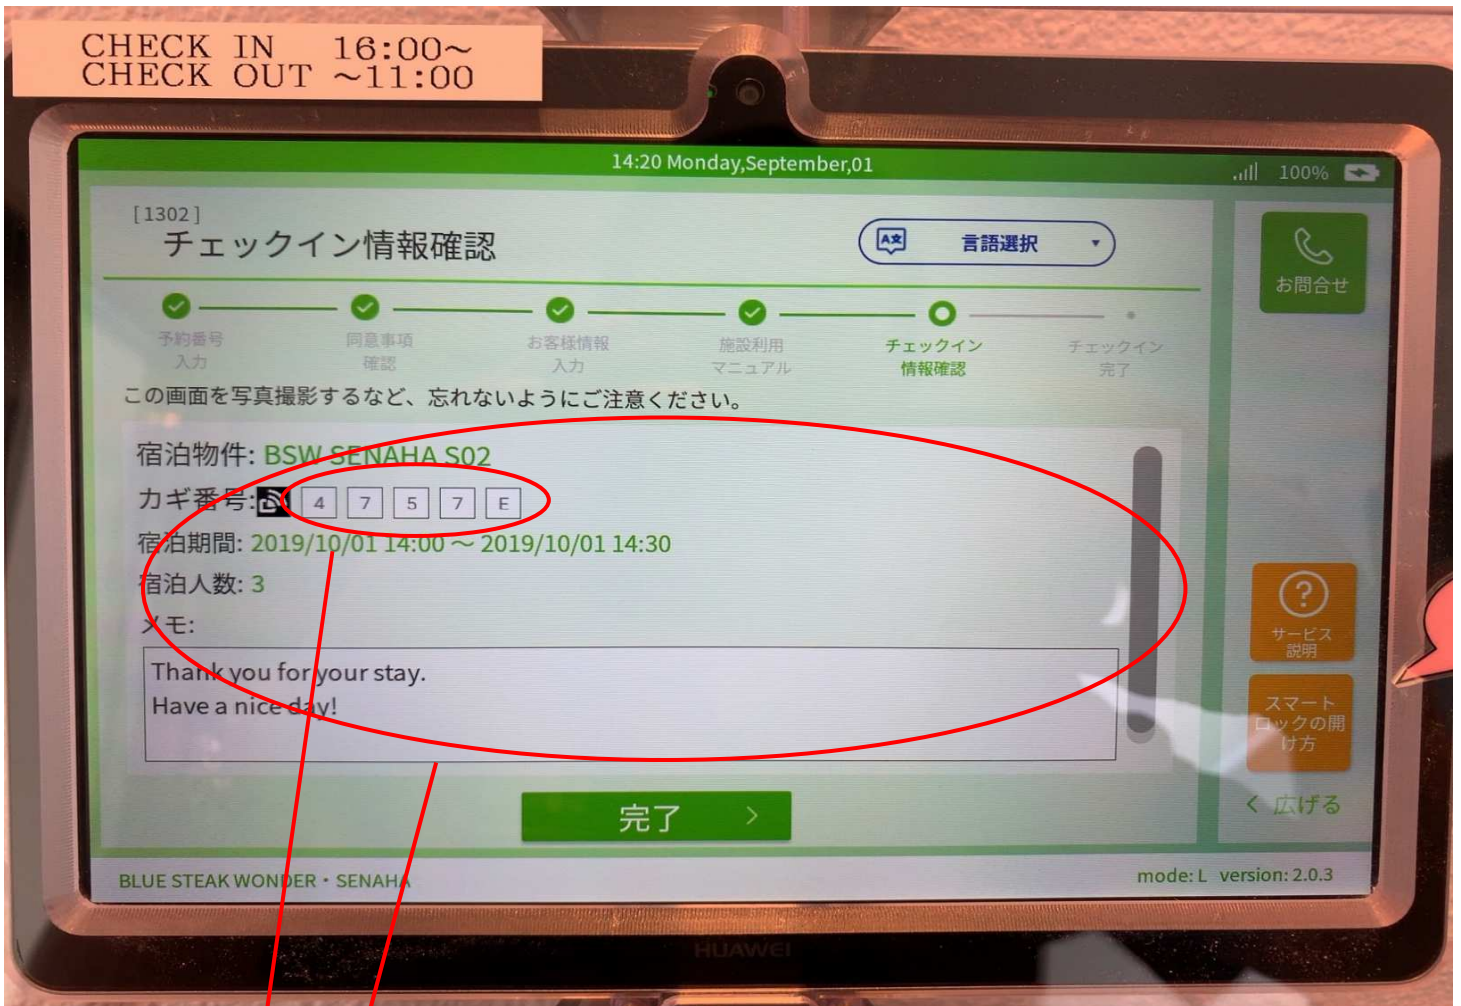 CHECK IN 16:00~
CHECK OUT ~11:00
14:20 Monday,September,01
100%
[1302]
チェックイン情報確認
A文 言語選択
お問合せ
予約番号
入力
同意事項
確認
お客様情報
入力
施設利用
マニュアル
チェックイン
情報確認
チェックイン
完了
この画面を写真撮影するなど、忘れないようにご注意ください。
宿泊物件: BSW SENAHA S02
カギ番号: 4 7 5 7 E
宿泊期間: 2019/10/01 14:00 ~ 2019/10/01 14:30
宿泊人数: 3
メモ:
Thank you for your stay.
Have a nice day!
サービス
説明
スマート
ロックの開
け方
完了 >
< 広げる
BLUE STEAK WONDER・SENAHA
mode: L version: 2.0.3
HUAWEI